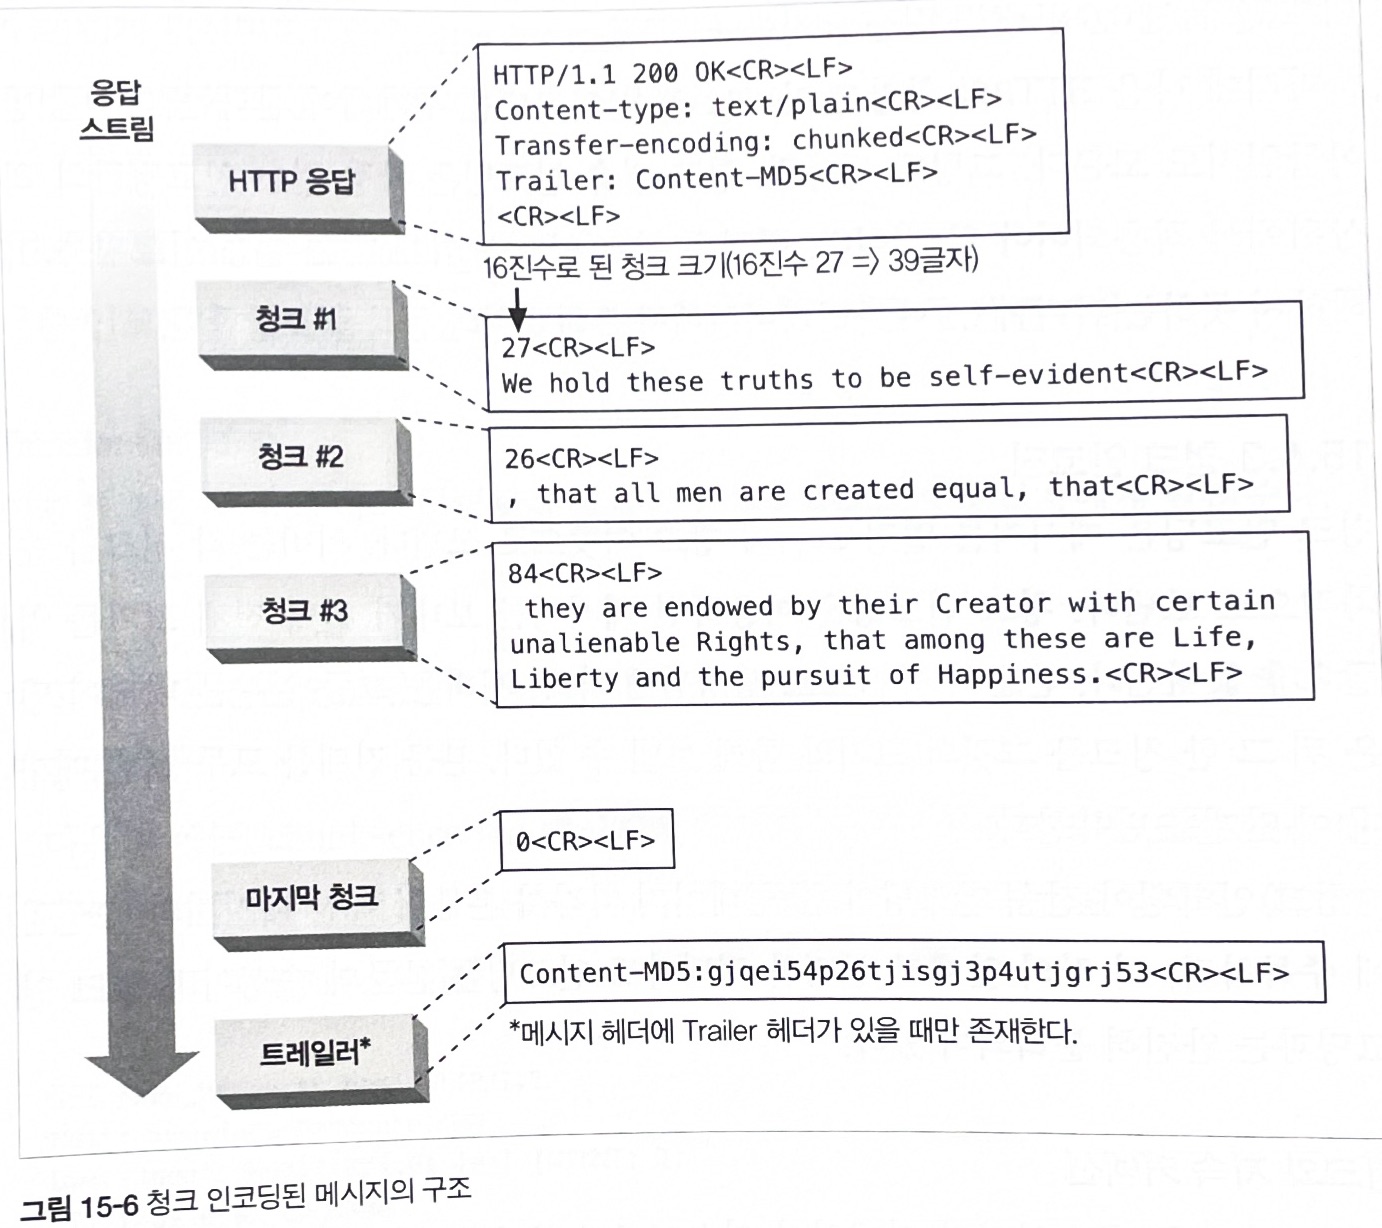 응답
스트림
HTTP 응답
HTTP/1.1 200 OK<CR><LF>
Content-type: text/plain<CR><LF>
Transfer-encoding: chunked<CR><LF>
Trailer: Content-MD5<CR><LF>
<CR><LF>
16진수로 된 청크 크기(16진수 27 => 39글자)
청크 #1
27<CR><LF>
We hold these truths to be self-evident<CR><LF>
청크 #2
26<CR><LF>
, that all men are created equal, that<CR><LF>
청크 #3
84<CR><LF>
they are endowed by their Creator with certain
unalienable Rights, that among these are Life,
Liberty and the pursuit of Happiness.<CR><LF>
마지막 청크
0<CR><LF>
트레일러*
Content-MD5:gjqei54p26tjisgj3p4utjgrj53<CR><LF>
*메시지 헤더에 Trailer 헤더가 있을 때만 존재한다.
그림 15-6 청크 인코딩된 메시지의 구조